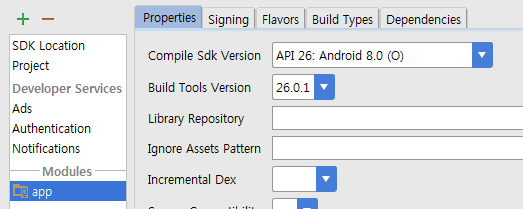 Properties Signing Flavors Build Types Dependencies
SDK Location
Project
Developer Services
Ads
Authentication
Notifications
Modules
app
Compile Sdk Version API 26: Android 8.0 (O)
Build Tools Version 26.0.1
Library Repository
Ignore Assets Pattern
Incremental Dex